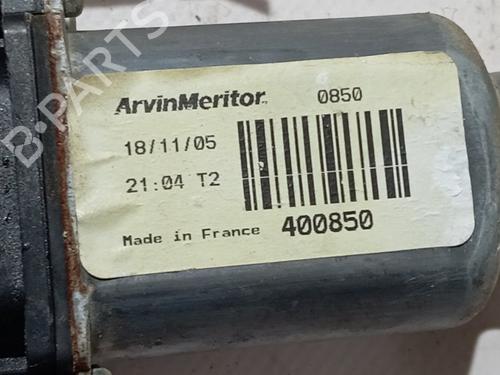 B-PARTS
ArvinMeritor 0850
18/11/05
21:04 T2
Made in France 400850